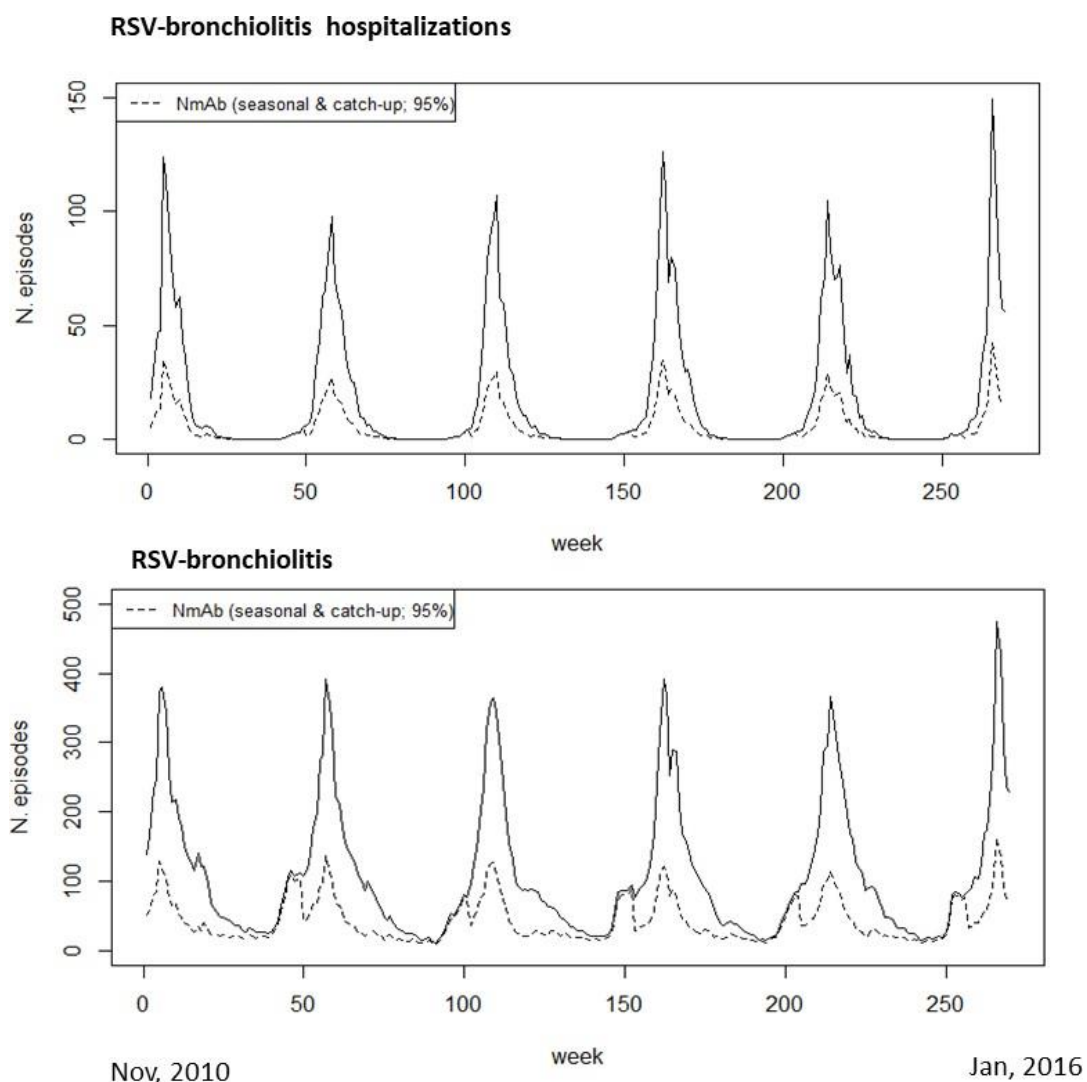 RSV-bronchiolitis hospitalizations
NmAb (seasonal & catch-up; 95%)
N. episodes
150
100
50
0
0 50 100 150 200 250
week
RSV-bronchiolitis
NmAb (seasonal & catch-up; 95%)
N. episodes
500
400
300
200
100
0
0 50 100 150 200 250
week
Nov, 2010
Jan, 2016